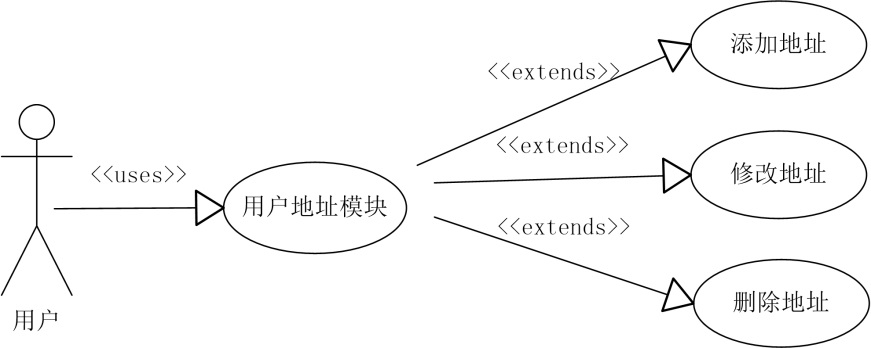 添加地址
<<extends>>
<<extends>>
修改地址
<<uses>>
用户地址模块
<<extends>>
删除地址
用户